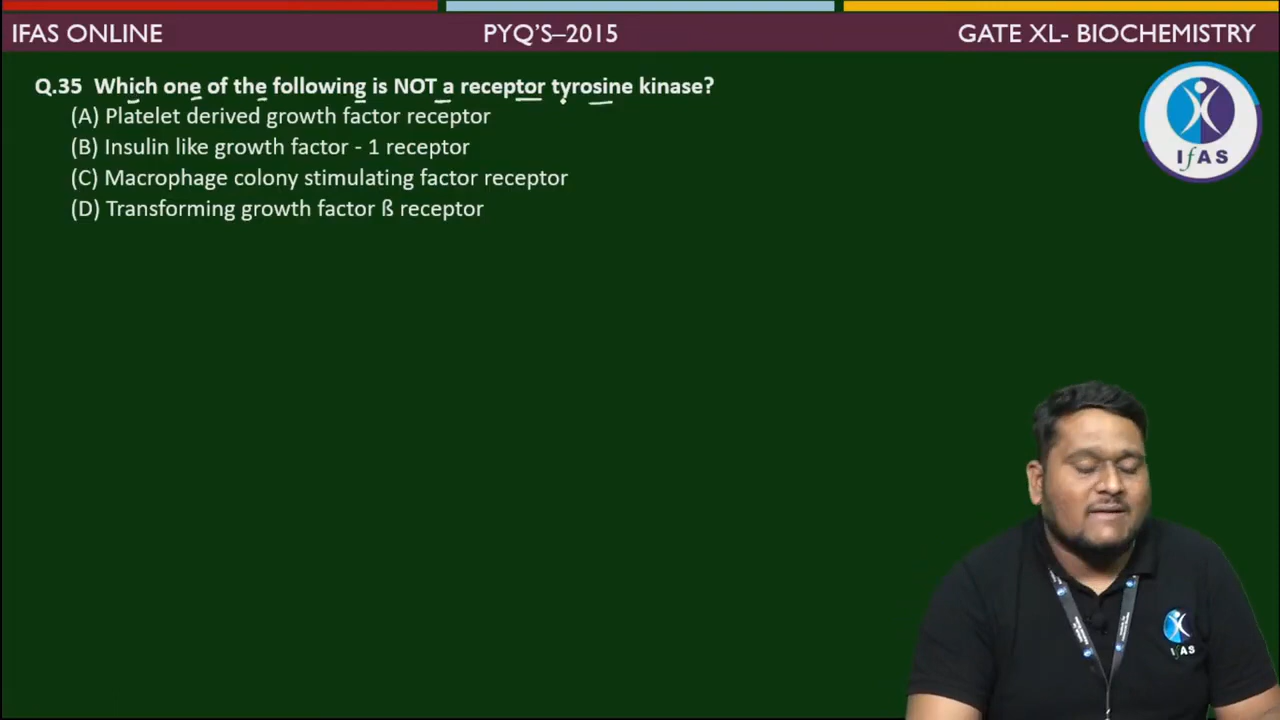 IFAS ONLINE PYQ'S–2015 GATE XL- BIOCHEMISTRY
Q.35 Which one of the following is NOT a receptor tyrosine kinase?
(A) Platelet derived growth factor receptor
(B) Insulin like growth factor - 1 receptor
(C) Macrophage colony stimulating factor receptor
(D) Transforming growth factor ß receptor
IfAS
IfAS